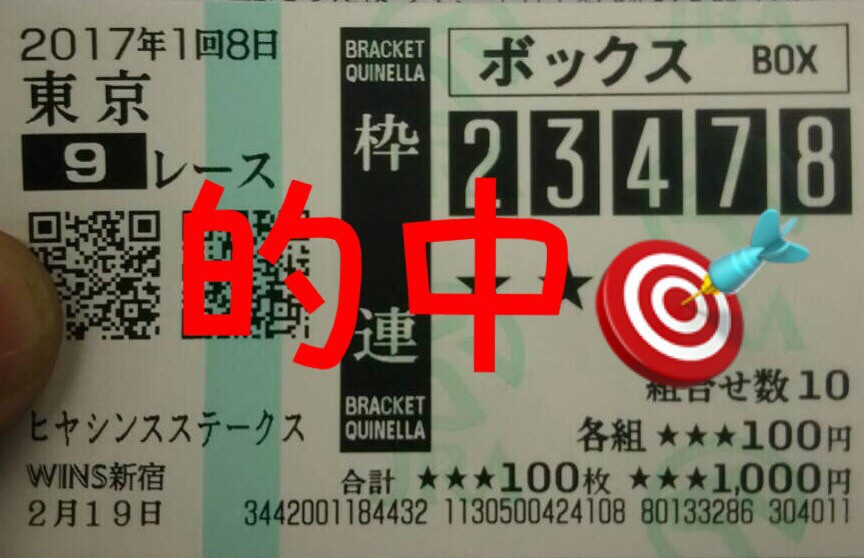 2017年1回8日
東京
9レース
ヒヤシンスステークス
WINS新宿
2月19日
BRACKET
QUINELLA
枠連
BRACKET
QUINELLA
ボックス BOX
2 3 4 7 8
的中
★ ★
組合せ数10
各組 ★★★100円
合計 ★★★100枚 ★★★1,000円
3442001184432 1130500424108 80133286 304011